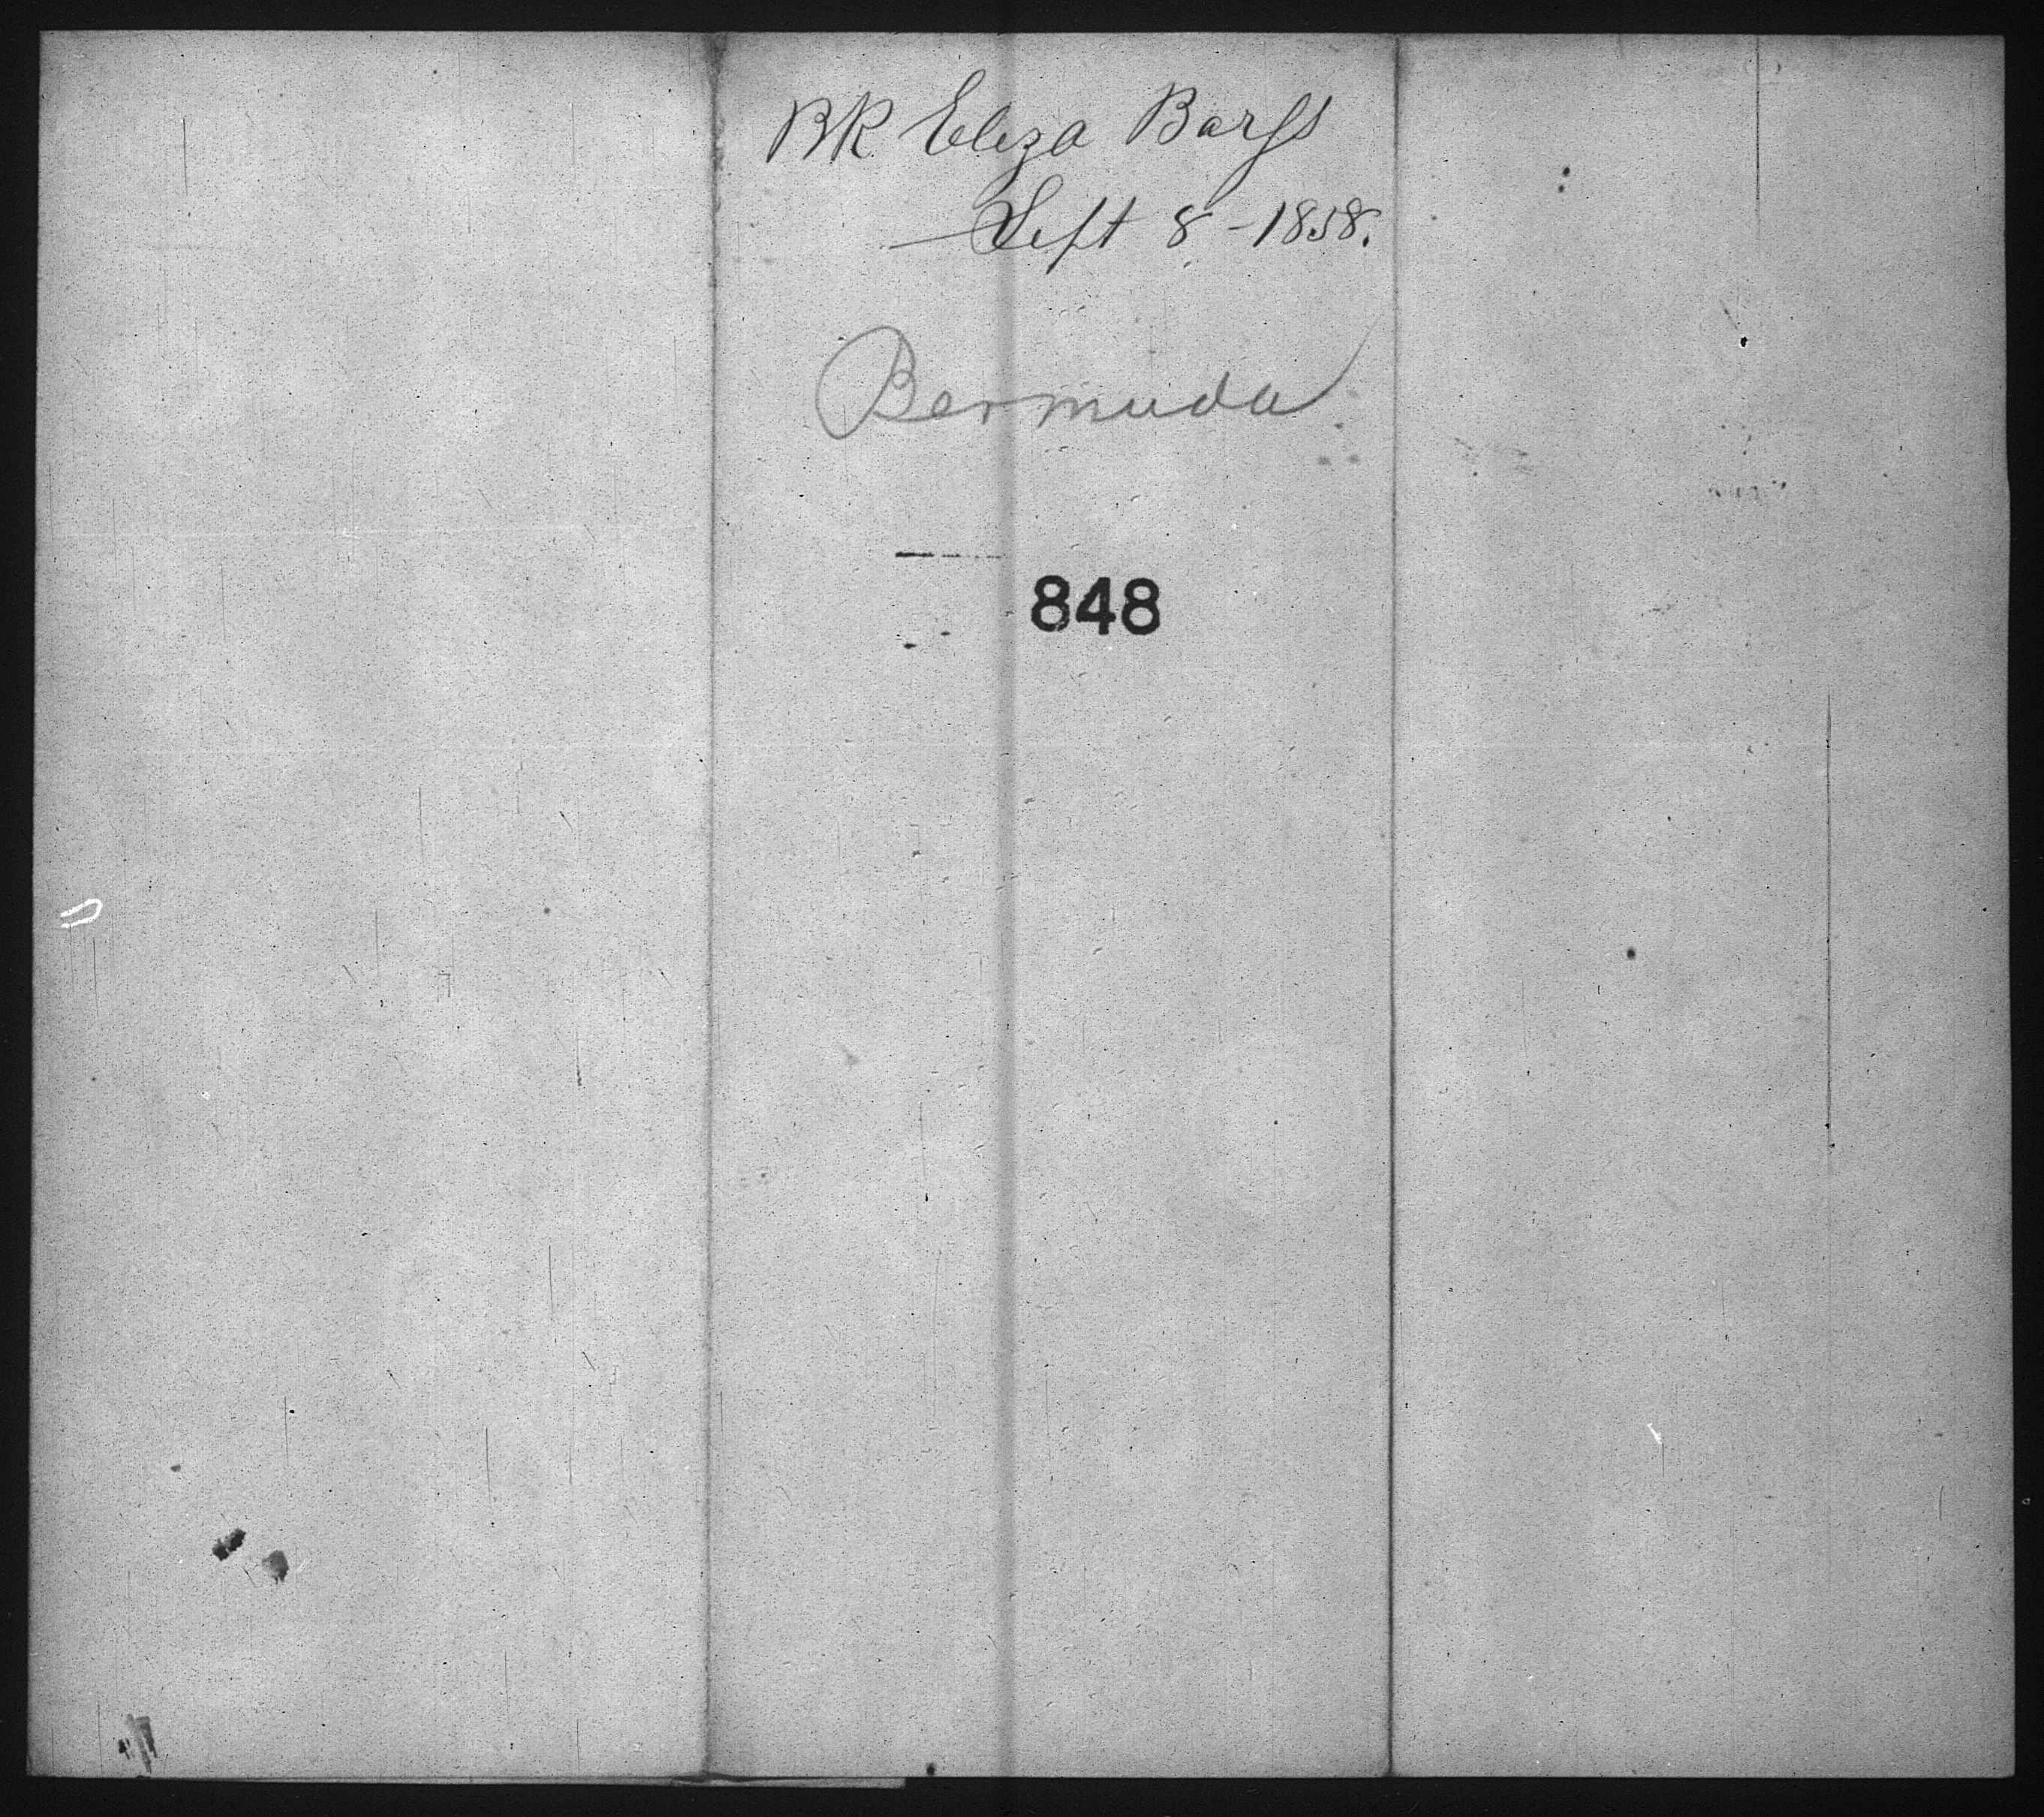 BK Eliza Barss
Sept 8 - 1858.
Bermuda
848